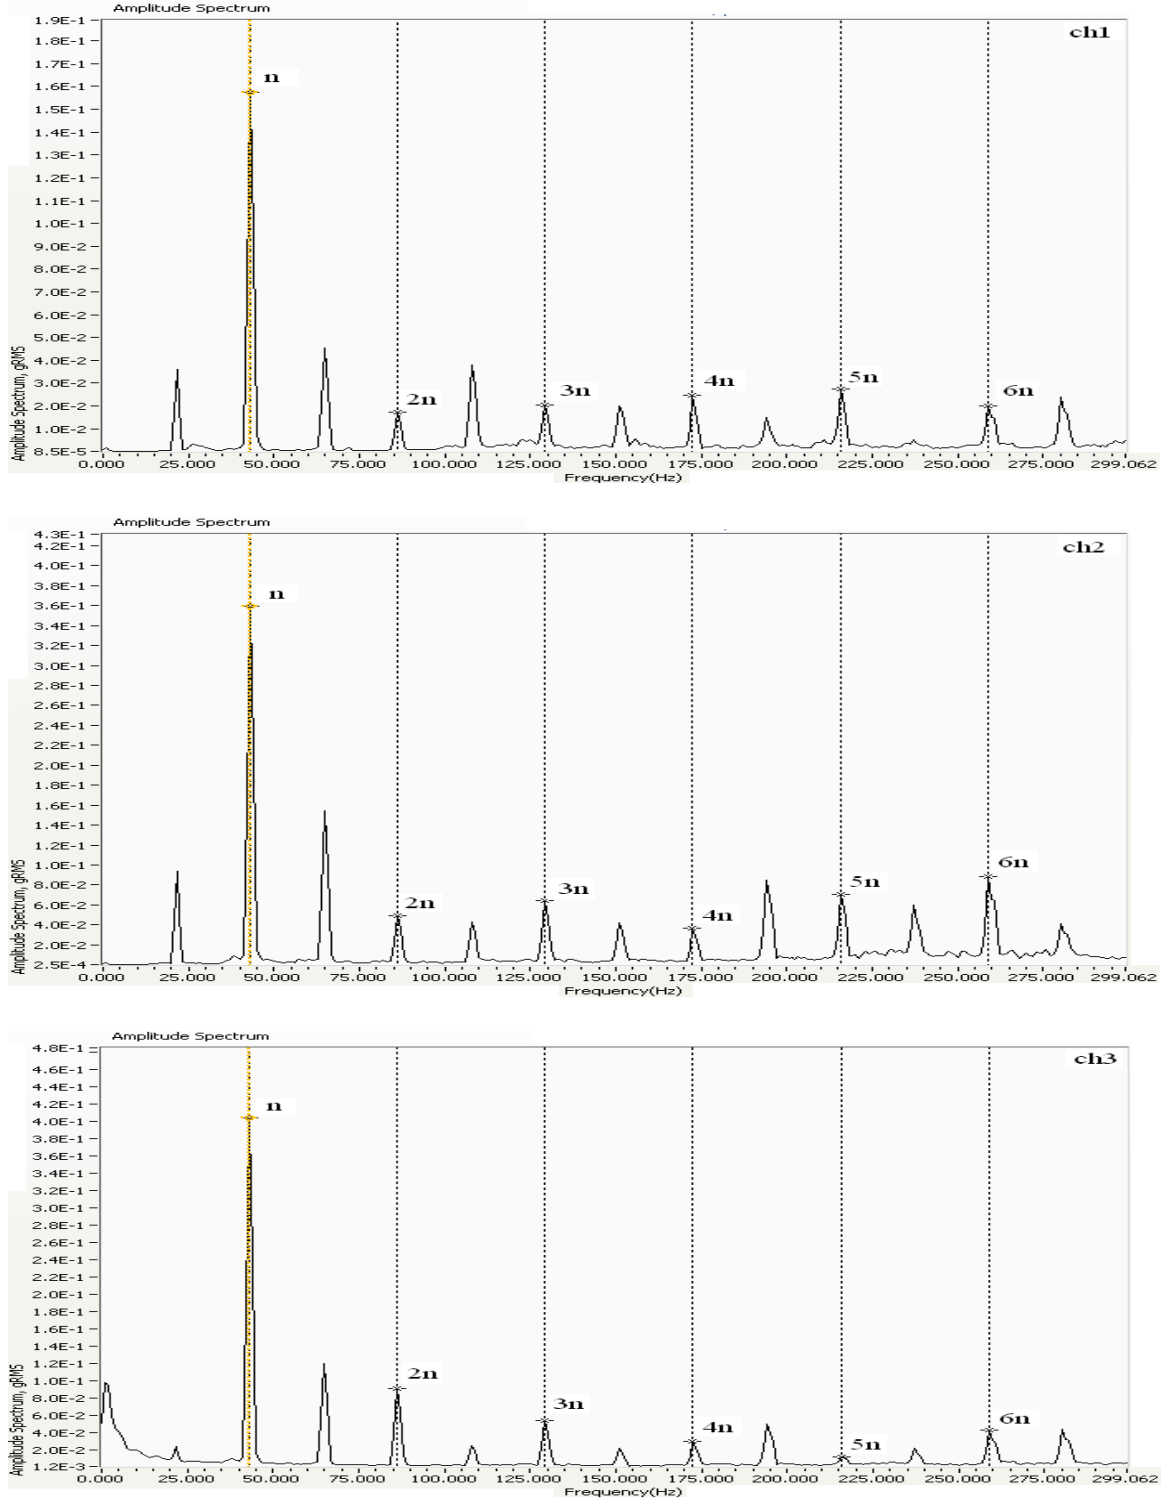 Amplitude Spectrum
1.9E-1
1.8E-1
1.7E-1
1.6E-1
1.5E-1
1.4E-1
1.3E-1
1.2E-1
1.1E-1
1.0E-1
9.0E-2
8.0E-2
7.0E-2
6.0E-2
5.0E-2
4.0E-2
3.0E-2
2.0E-2
1.0E-2
8.5E-5
Amplitude Spectrum, gRMS
ch1
n
2n
3n
4n
5n
6n
0.000 25.000 50.000 75.000 100.000 125.000 150.000 175.000 200.000 225.000 250.000 275.000 299.062
Frequency(Hz)
Amplitude Spectrum
4.3E-1
4.2E-1
4.0E-1
3.8E-1
3.6E-1
3.4E-1
3.2E-1
3.0E-1
2.8E-1
2.6E-1
2.4E-1
2.2E-1
2.0E-1
1.8E-1
1.6E-1
1.4E-1
1.2E-1
1.0E-1
8.0E-2
6.0E-2
4.0E-2
2.0E-2
2.5E-4
Amplitude Spectrum, gRMS
ch2
n
2n
3n
4n
5n
6n
0.000 25.000 50.000 75.000 100.000 125.000 150.000 175.000 200.000 225.000 250.000 275.000 299.062
Frequency(Hz)
Amplitude Spectrum
4.8E-1
4.6E-1
4.4E-1
4.2E-1
4.0E-1
3.8E-1
3.6E-1
3.4E-1
3.2E-1
3.0E-1
2.8E-1
2.6E-1
2.4E-1
2.2E-1
2.0E-1
1.8E-1
1.6E-1
1.4E-1
1.2E-1
1.0E-1
8.0E-2
6.0E-2
4.0E-2
2.0E-2
1.2E-3
Amplitude Spectrum, gRMS
ch3
n
2n
3n
4n
5n
6n
0.000 25.000 50.000 75.000 100.000 125.000 150.000 175.000 200.000 225.000 250.000 275.000 299.062
Frequency(Hz)